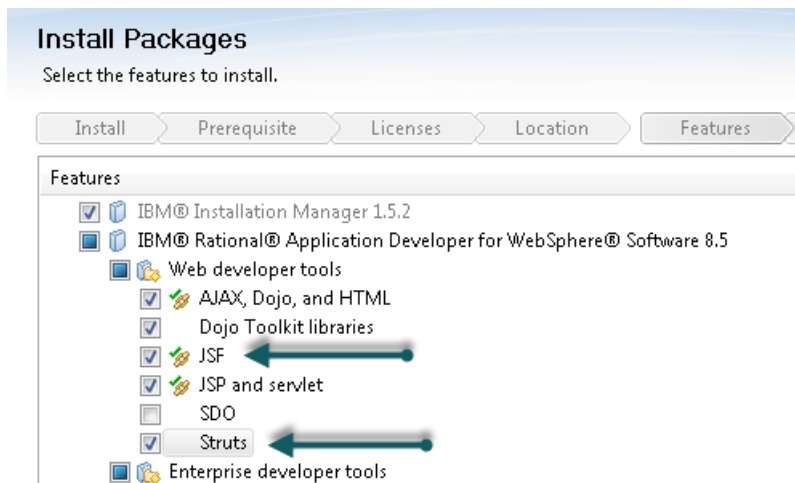 Install Packages
Select the features to install.
Install Prerequisite Licenses Location Features
Features
IBM® Installation Manager 1.5.2
IBM® Rational® Application Developer for WebSphere® Software 8.5
Web developer tools
AJAX, Dojo, and HTML
Dojo Toolkit libraries
JSF
JSP and servlet
SDO
Struts
Enterprise developer tools